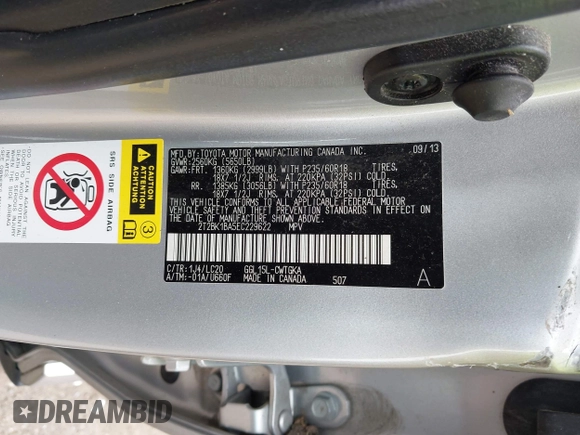 MFD. BY:TOYOTA MOTOR MANUFACTURING CANADA INC. 09/13
GVWR:2560KG (5650LB)
GAWR:FRT. 1360KG (2999LB) WITH P235/60R18 TIRES,
18X7 1/2J RIMS, AT 220KPA (32PSI) COLD.
RR. 1385KG (3058LB) WITH P235/60R18 TIRES,
18X7 1/2J RIMS, AT 220KPA (32PSI) COLD.
THIS VEHICLE CONFORMS TO ALL APPLICABLE FEDERAL MOTOR
VEHICLE SAFETY AND THEFT PREVENTION STANDARDS IN EFFECT
ON THE DATE OF MANUFACTURE SHOWN ABOVE.
2T2BK1BA5EC229622 MPV
C/TR:1J4/LC20 GGL15L-CWTGKA
A/TM:-01A/U660F MADE IN CANADA 507 A
SRS SIDE AIRBAG
CAUTION
ATTENTION
3
DREAMBID